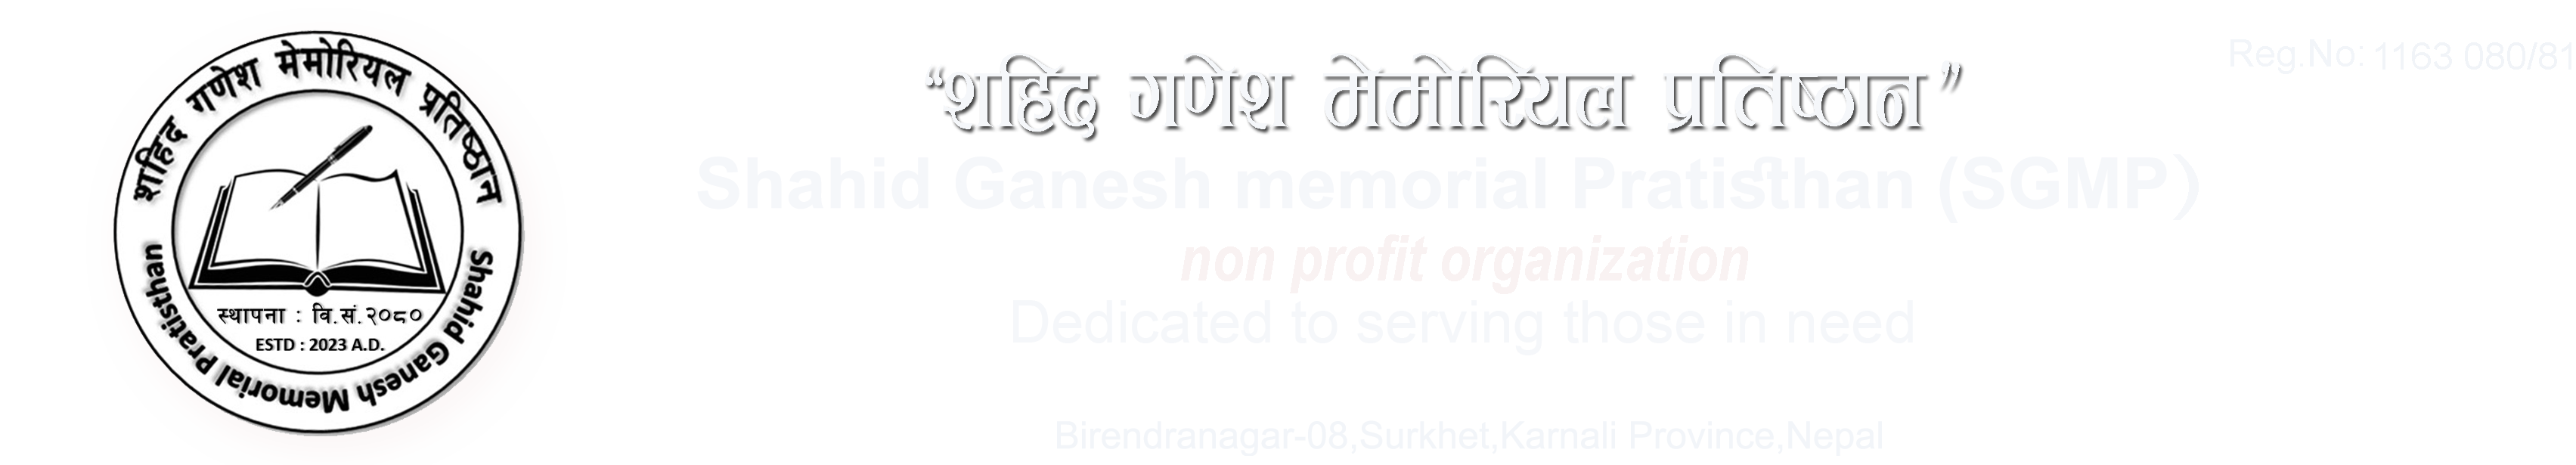 शहिद गणेश मेमोरियल प्रतिष्ठान
स्थापना : वि.सं.२०८०
ESTD : 2023 A.D.
Shahid Ganesh Memorial Pratisthan
Reg.No: 1163 080/81
“शहिद गणेश मेमोरियल प्रतिष्ठान”
Shahid Ganesh memorial Pratisthan (SGMP)
non profit organization
Dedicated to serving those in need
Birendranagar-08,Surkhet,Karnali Province,Nepal